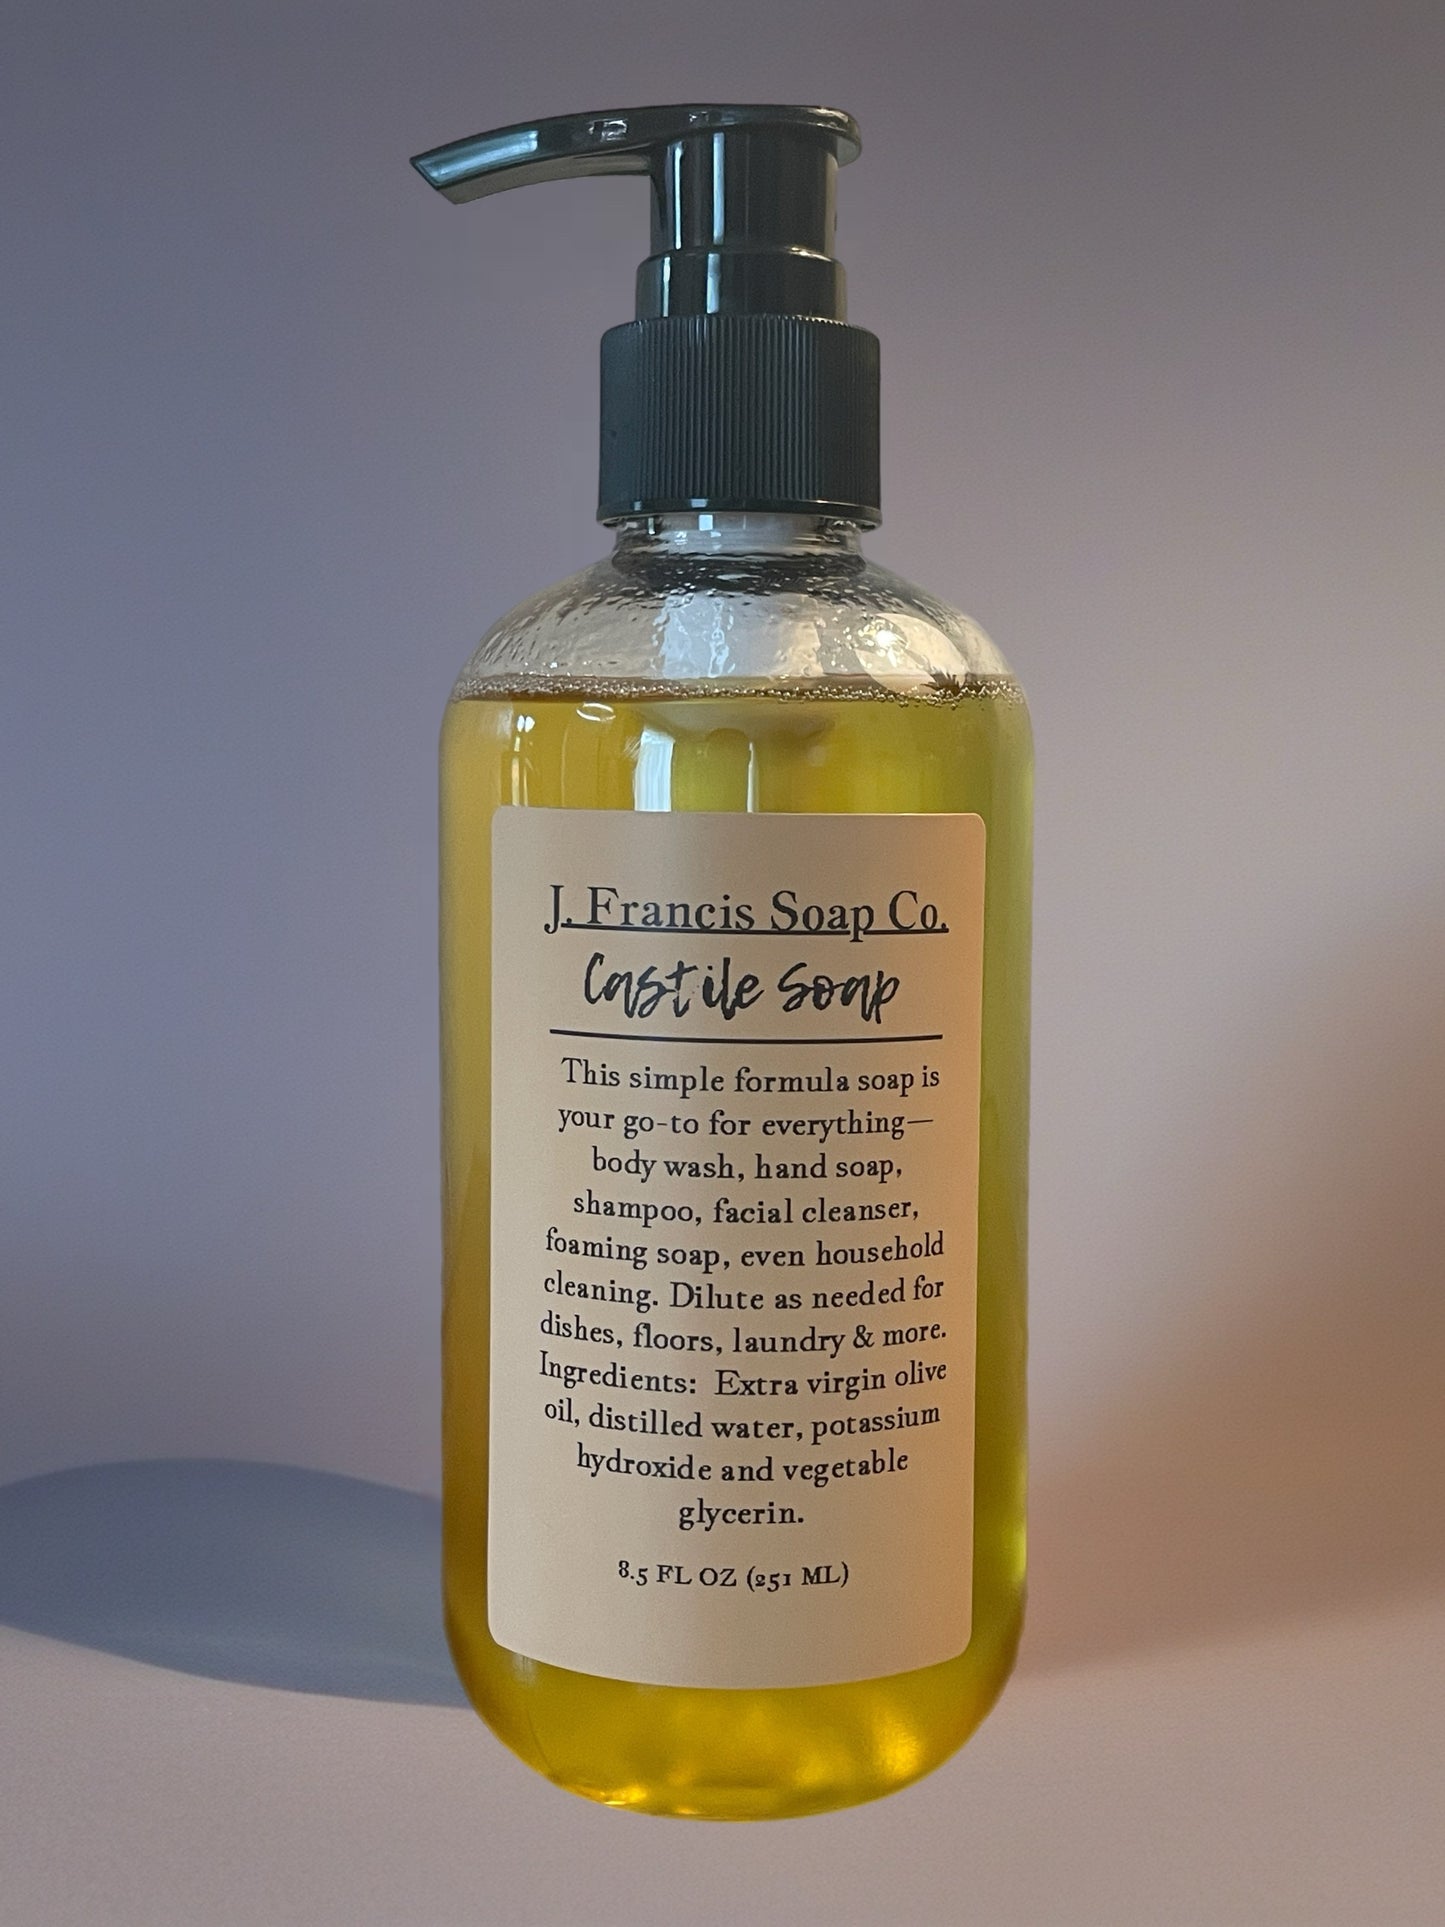 J. Francis Soap Co.
Castile Soap
This simple formula soap is
your go-to for everything—
body wash, hand soap,
shampoo, facial cleanser,
foaming soap, even household
cleaning. Dilute as needed for
dishes, floors, laundry & more.
Ingredients: Extra virgin olive
oil, distilled water, potassium
hydroxide and vegetable
glycerin.
8.5 FL OZ (251 ML)